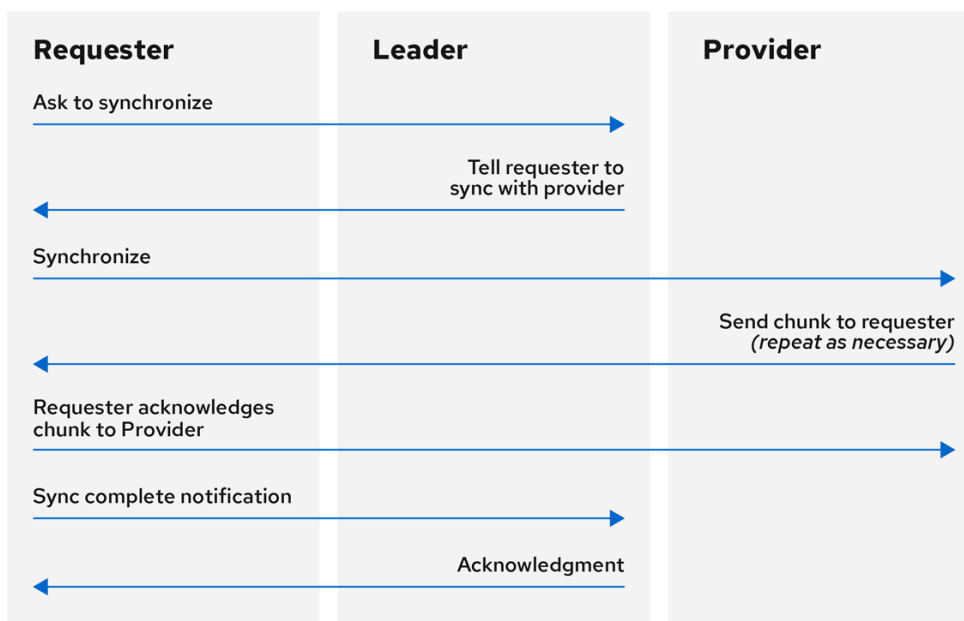 Requester
Leader
Provider
Ask to synchronize
Tell requester to
sync with provider
Synchronize
Send chunk to requester
(repeat as necessary)
Requester acknowledges
chunk to Provider
Sync complete notification
Acknowledgment